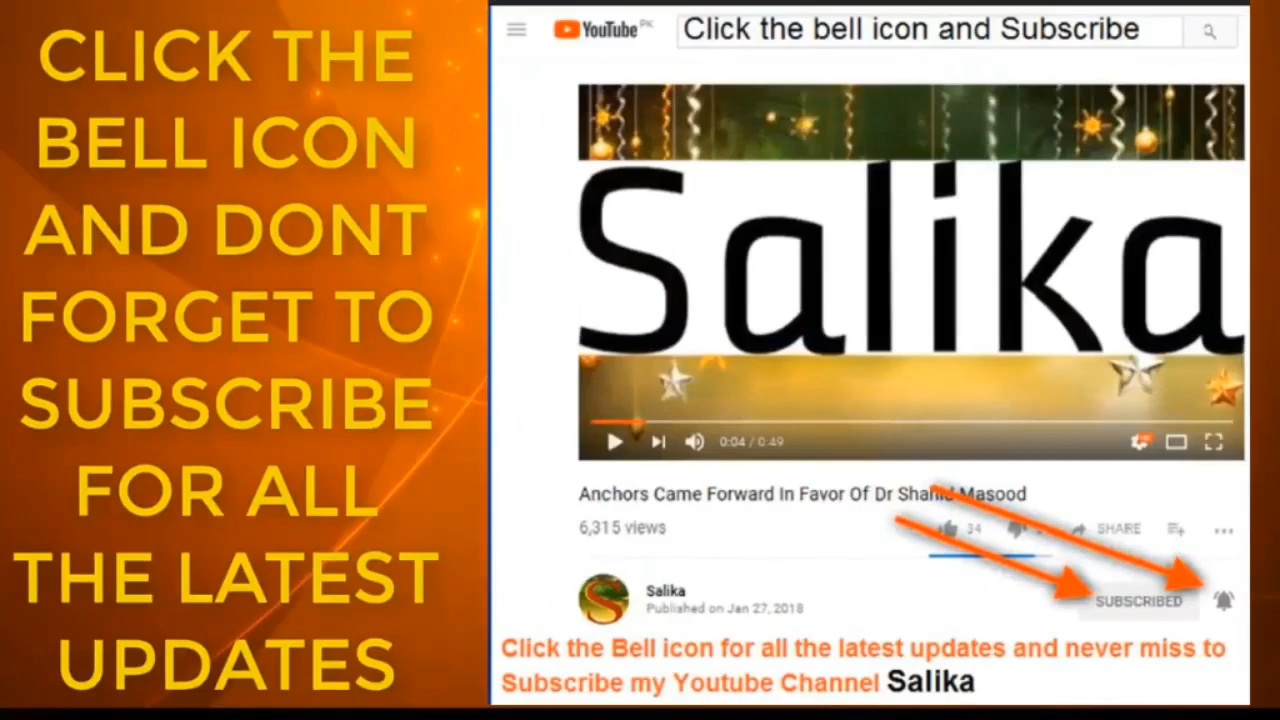 CLICK THE
BELL ICON
AND DONT
FORGET TO
SUBSCRIBE
FOR ALL
THE LATEST
UPDATES
YouTube PK
Click the bell icon and Subscribe
Salika
0:04 / 0:49
Anchors Came Forward In Favor Of Dr Shahid Masood
6,315 views
34
SHARE
Salika
Published on Jan 27, 2018
SUBSCRIBED
Click the Bell icon for all the latest updates and never miss to
Subscribe my Youtube Channel Salika